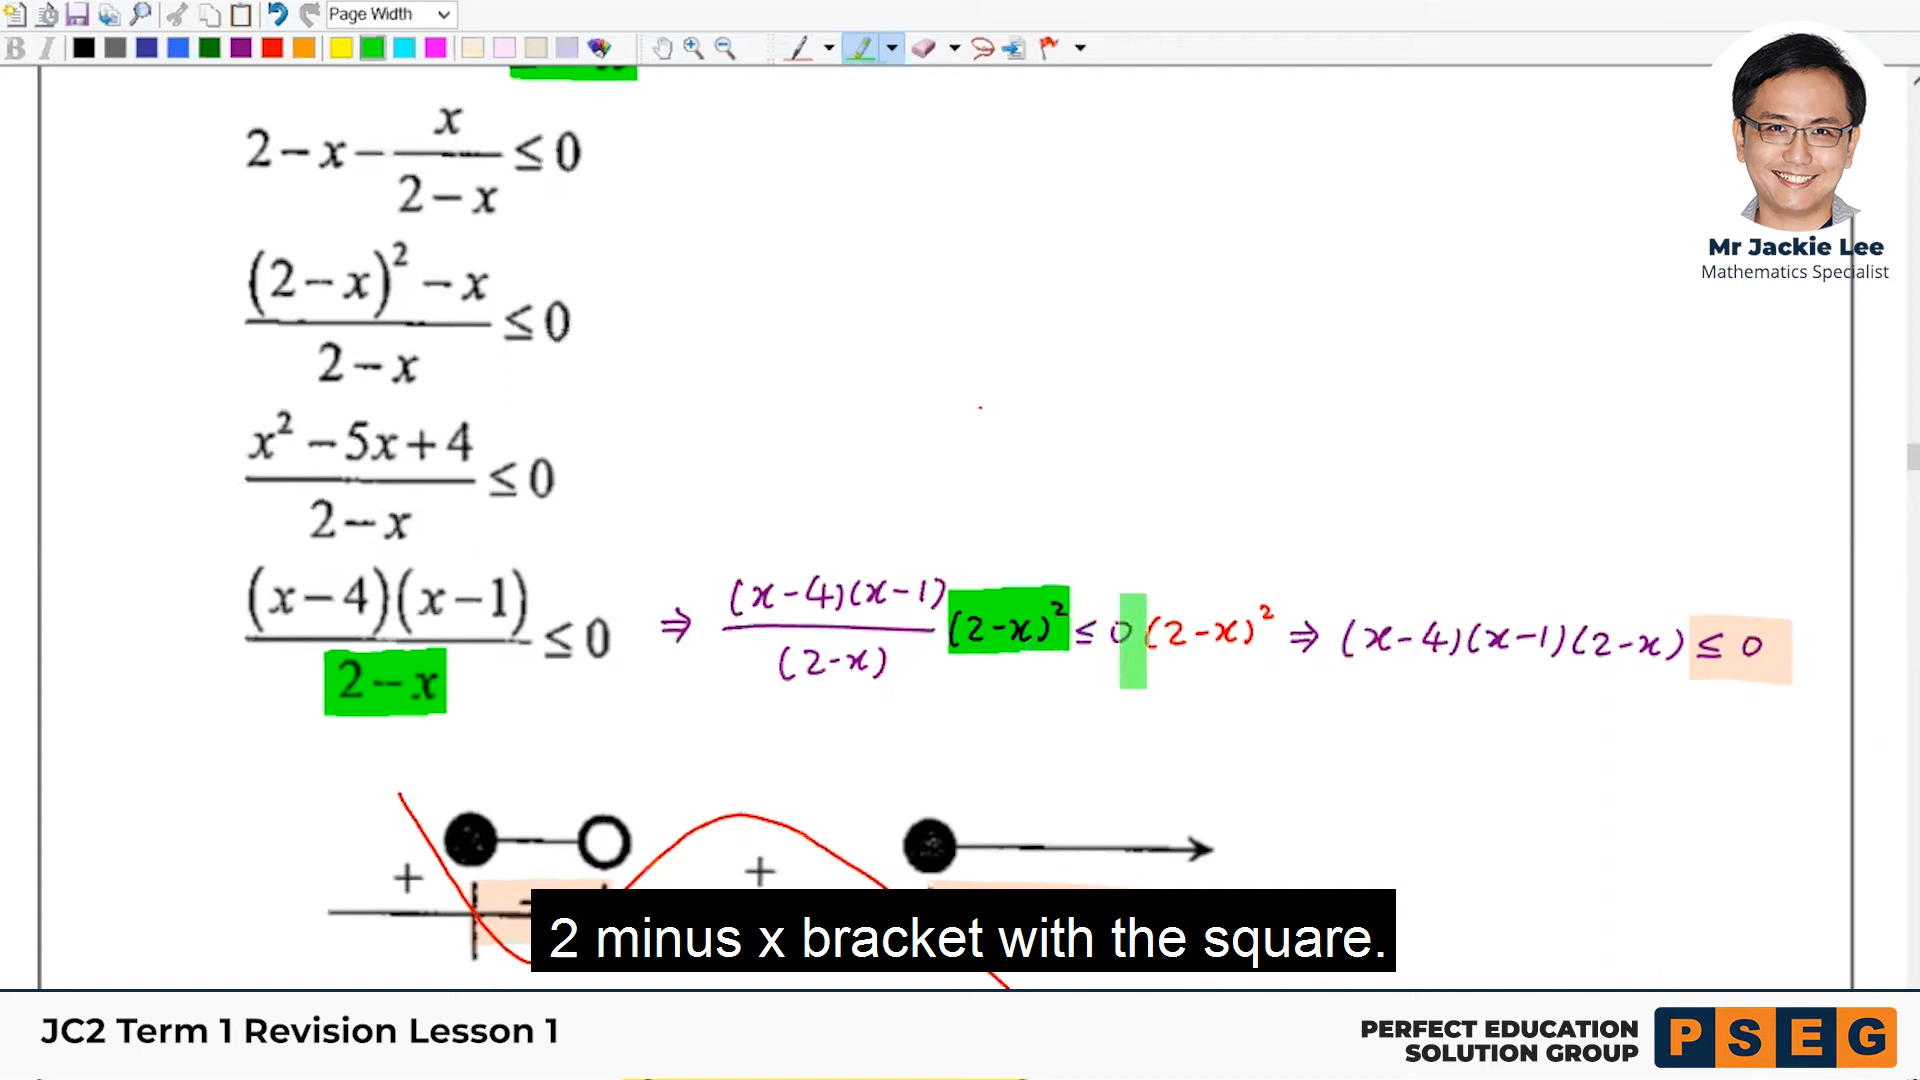 Page Width
B I
2 − x − x/(2 − x) ≤ 0
((2 − x)² − x)/(2 − x) ≤ 0
(x² − 5x + 4)/(2 − x) ≤ 0
(x − 4)(x − 1)/(2 − x) ≤ 0 ⇒ (x−4)(x−1)/(2−x) (2−x)² ≤ 0 (2−x)² ⇒ (x−4)(x−1)(2−x) ≤ 0
+ +
2 minus x bracket with the square.
Mr Jackie Lee
Mathematics Specialist
JC2 Term 1 Revision Lesson 1
PERFECT EDUCATION
SOLUTION GROUP
PSEG